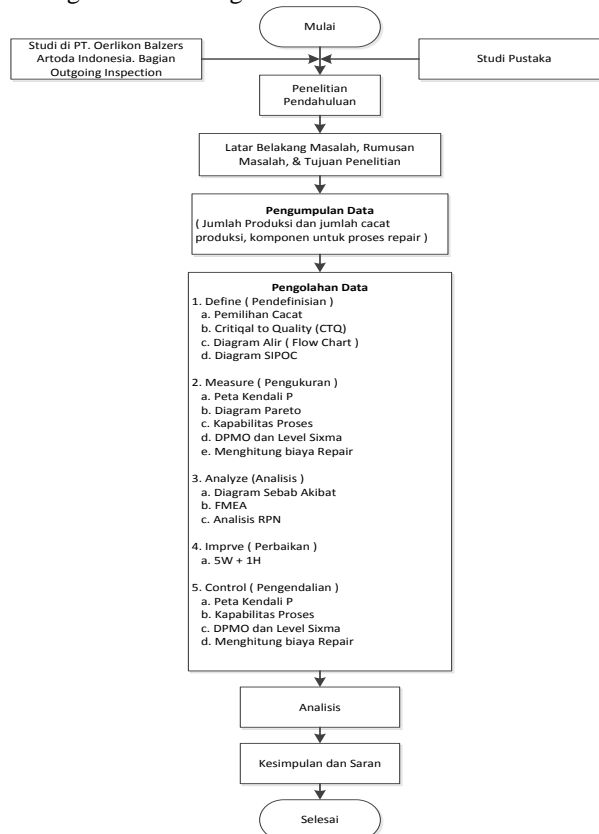 Mulai
Studi di PT. Oerlikon Balzers
Artoda Indonesia. Bagian
Outgoing Inspection
Studi Pustaka
Penelitian
Pendahuluan
Latar Belakang Masalah, Rumusan
Masalah, & Tujuan Penelitian
Pengumpulan Data
( Jumlah Produksi dan jumlah cacat
produksi, komponen untuk proses repair )
Pengolahan Data
1. Define ( Pendefinisian )
a. Pemilihan Cacat
b. Critiqal to Quality (CTQ)
c. Diagram Alir ( Flow Chart )
d. Diagram SIPOC
2. Measure ( Pengukuran )
a. Peta Kendali P
b. Diagram Pareto
c. Kapabilitas Proses
d. DPMO dan Level Sixma
e. Menghitung biaya Repair
3. Analyze (Analisis )
a. Diagram Sebab Akibat
b. FMEA
c. Analisis RPN
4. Imprve ( Perbaikan )
a. 5W + 1H
5. Control ( Pengendalian )
a. Peta Kendali P
b. Kapabilitas Proses
c. DPMO dan Level Sixma
d. Menghitung biaya Repair
Analisis
Kesimpulan dan Saran
Selesai